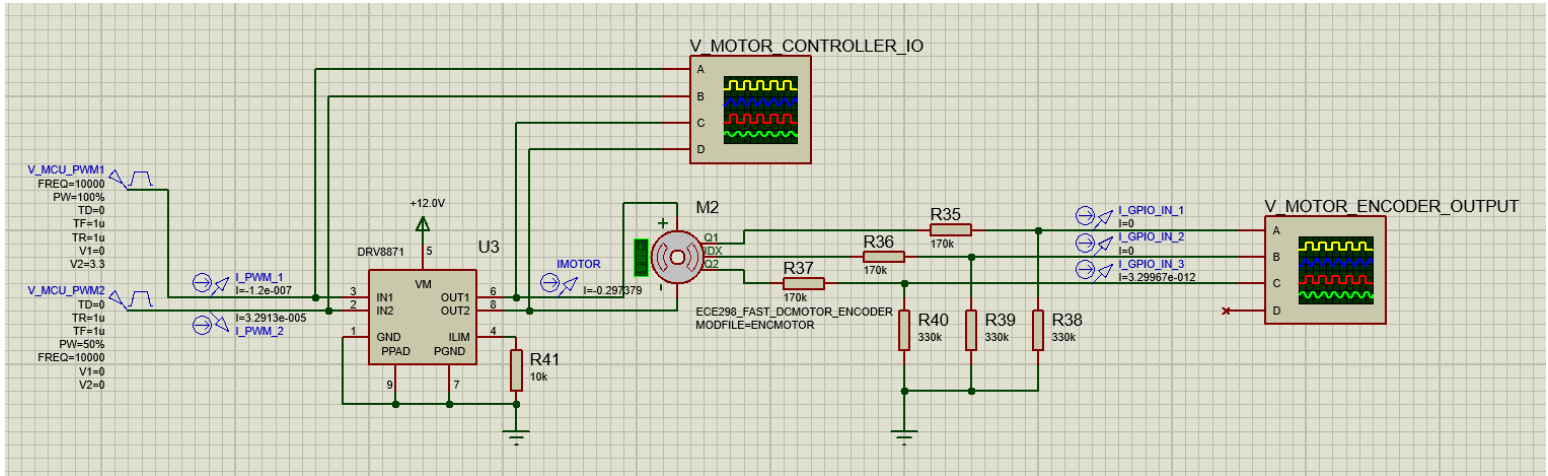 V_MOTOR_CONTROLLER_IO
A
B
C
D
V_MCU_PWM1
FREQ=10000
PW=100%
TD=0
TF=1u
TR=1u
V1=0
V2=3.3
V_MCU_PWM2
TD=0
TR=1u
TF=1u
PW=50%
FREQ=10000
V1=0
V2=0
I_PWM_1
I=-1.2e-007
I=3.2913e-005
I_PWM_2
+12.0V
DRV8871
5
U3
VM
3 IN1 OUT1 6
2 IN2 OUT2 8
1 GND ILIM 4
PPAD PGND
9 7
R41
10k
IMOTOR
I=-0.297379
M2
+
-
Q1
IDX
Q2
ECE298_FAST_DCMOTOR_ENCODER
MODFILE=ENCMOTOR
R35
170k
R36
170k
R37
170k
R40
330k
R39
330k
R38
330k
I_GPIO_IN_1
I=0
I_GPIO_IN_2
I=0
I_GPIO_IN_3
I=3.29967e-012
V_MOTOR_ENCODER_OUTPUT
A
B
C
D